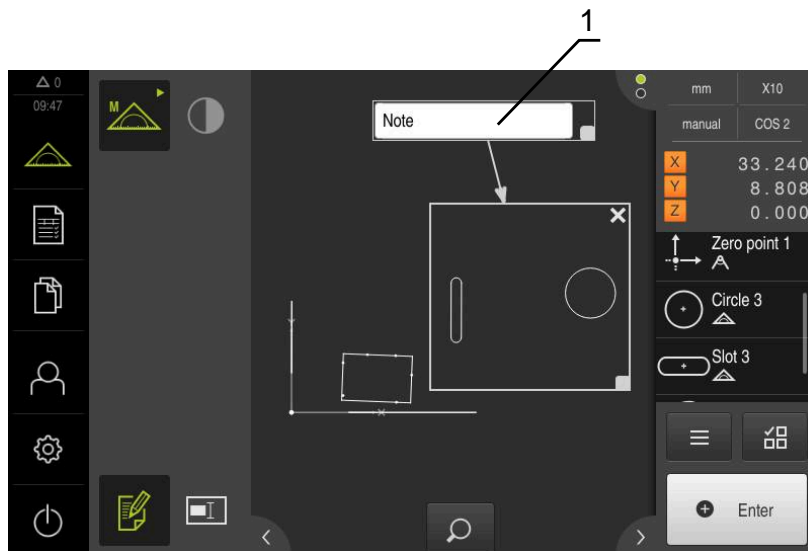 1
0
09:47
M
Note
mm X10
manual COS 2
X 33.240
Y 8.808
Z 0.000
Zero point 1
Circle 3
Slot 3
Enter